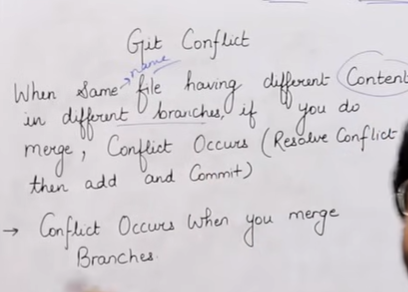 Git Conflict
name
When Same file having different Content
in different branches, if you do
merge, Conflict Occurs (Resolve Conflict
then add and Commit)
→ Conflict Occurs When you merge
Branches.